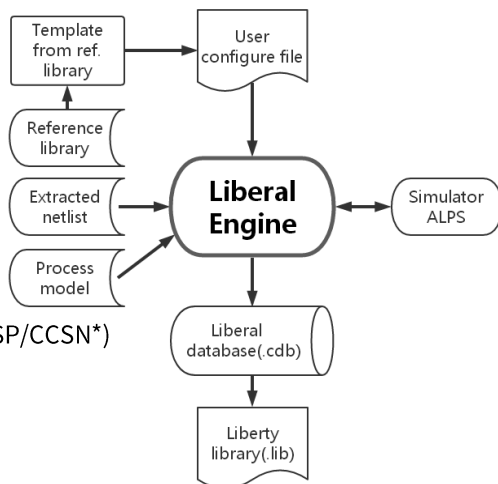 Template
from ref.
library
User
configure file
Reference
library
Extracted
netlist
Liberal
Engine
Simulator
ALPS
Process
model
SP/CCSN*)
Liberal
database(.cdb)
Liberty
library(.lib)